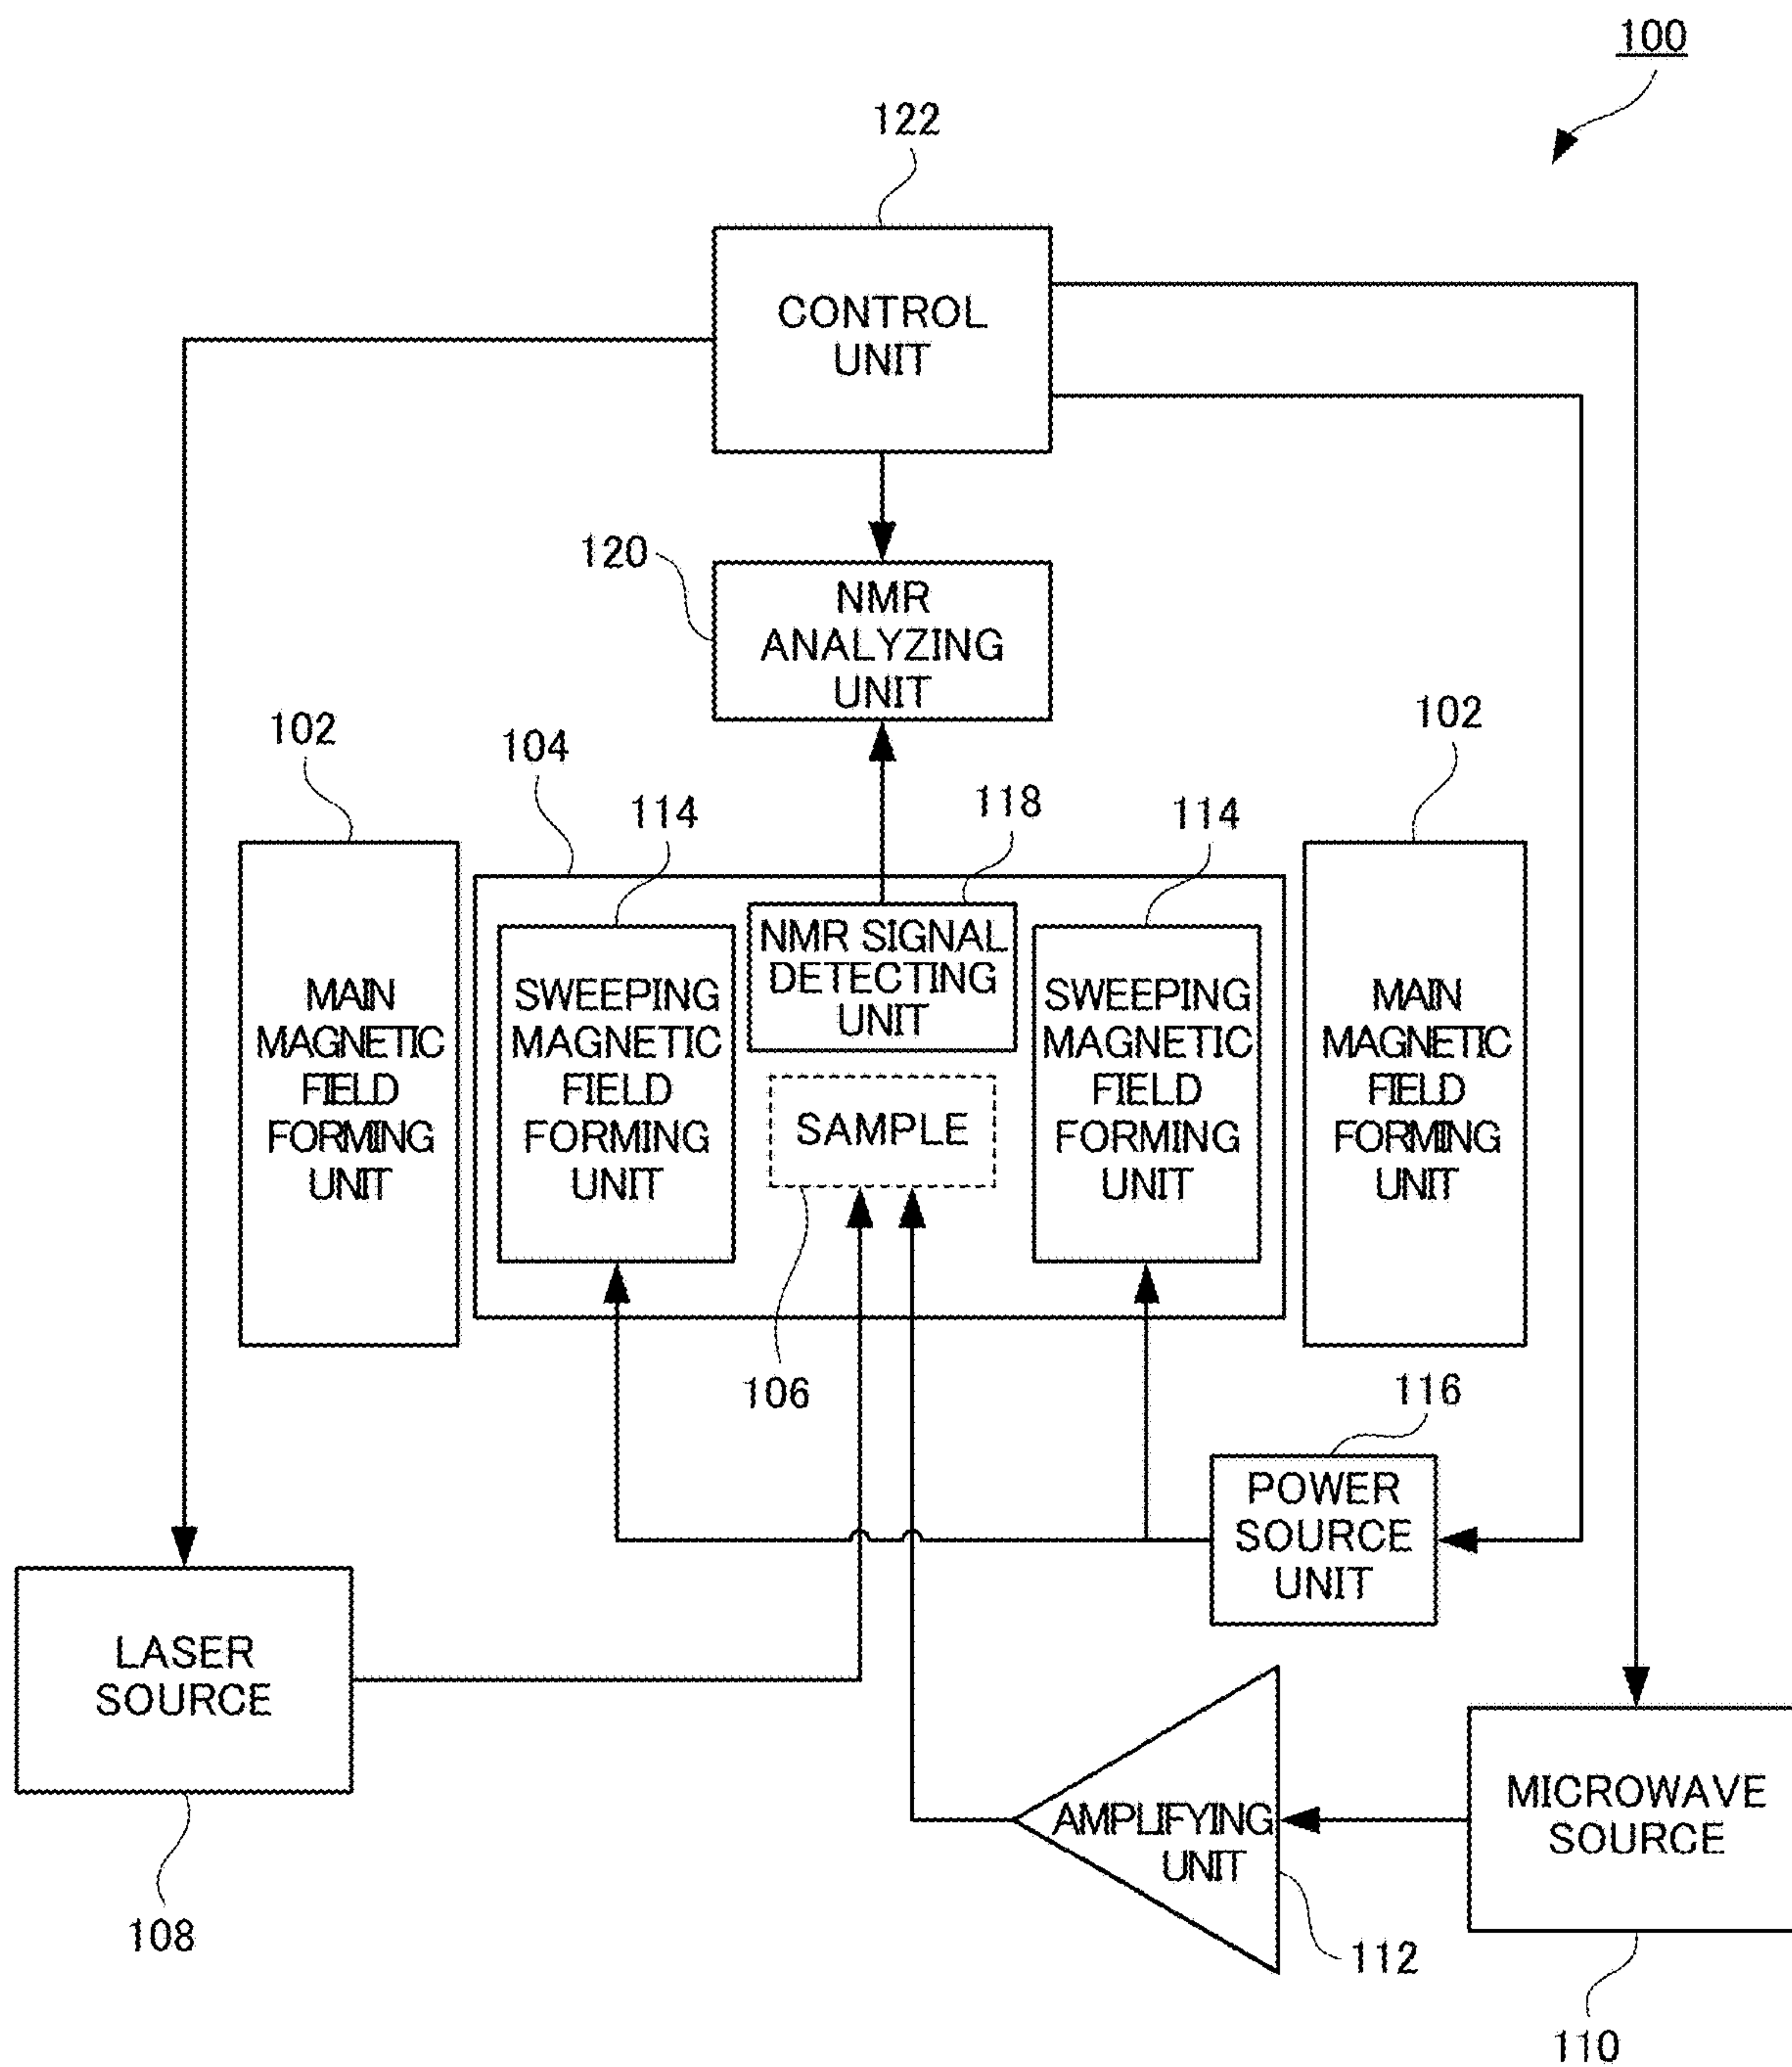 100
122
CONTROL
UNIT
120
NMR
ANALYZING
UNIT
102
104
114
118
114
102
MAIN
MAGNETIC
FIELD
FORMING
UNIT
SWEEPING
MAGNETIC
FIELD
FORMING
UNIT
NMR SIGNAL
DETECTING
UNIT
SAMPLE
SWEEPING
MAGNETIC
FIELD
FORMING
UNIT
MAIN
MAGNETIC
FIELD
FORMING
UNIT
106
116
POWER
SOURCE
UNIT
LASER
SOURCE
108
AMPLIFYING
UNIT
112
MICROWAVE
SOURCE
110